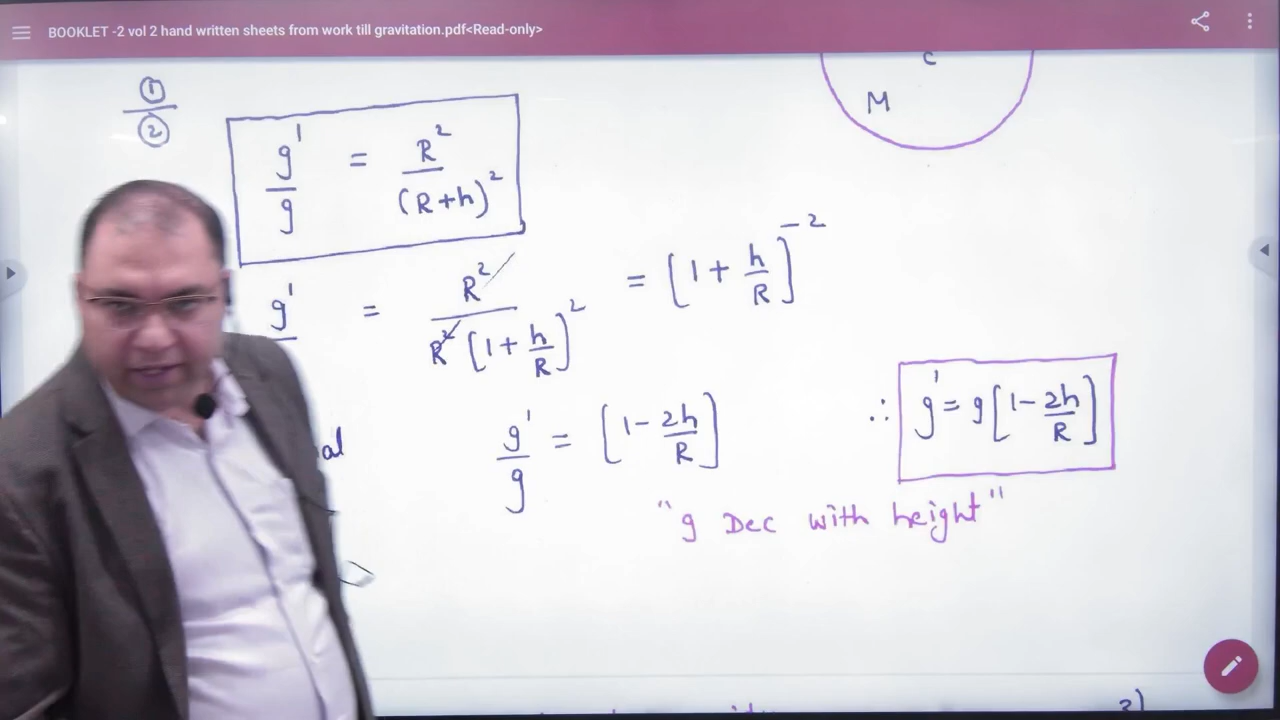 BOOKLET -2 vol 2 hand written sheets from work till gravitation.pdf<Read-only>
c
M
①/②
g'/g = R²/(R+h)²
g' = R²/R²[1+h/R]² = [1+h/R]⁻²
g'/g = [1-2h/R] ∴ g' = g[1-2h/R]
al
"g Dec with height"